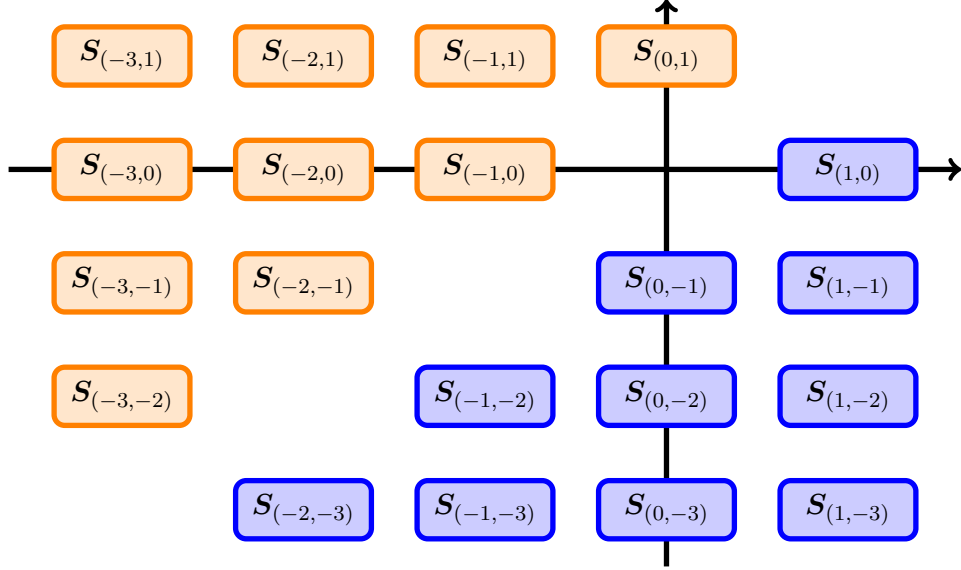 S(−3,1) S(−2,1) S(−1,1) S(0,1)
S(−3,0) S(−2,0) S(−1,0) S(1,0)
S(−3,−1) S(−2,−1) S(0,−1) S(1,−1)
S(−3,−2) S(−1,−2) S(0,−2) S(1,−2)
S(−2,−3) S(−1,−3) S(0,−3) S(1,−3)